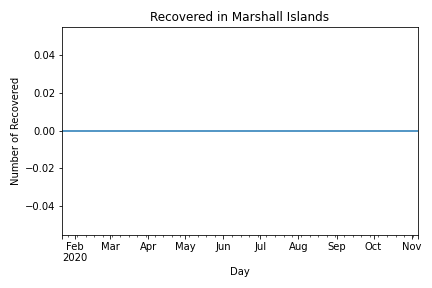 Recovered in Marshall Islands
Number of Recovered
0.04
0.02
0.00
−0.02
−0.04
Feb Mar Apr May Jun Jul Aug Sep Oct Nov
2020
Day